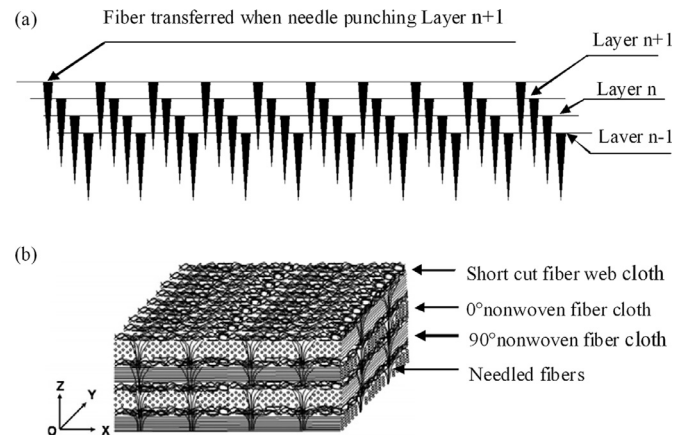 (a)
Fiber transferred when needle punching Layer n+1
Layer n+1
Layer n
Laver n-1
(b)
Short cut fiber web cloth
0°nonwoven fiber cloth
90°nonwoven fiber cloth
Needled fibers
Z
Y
O
X